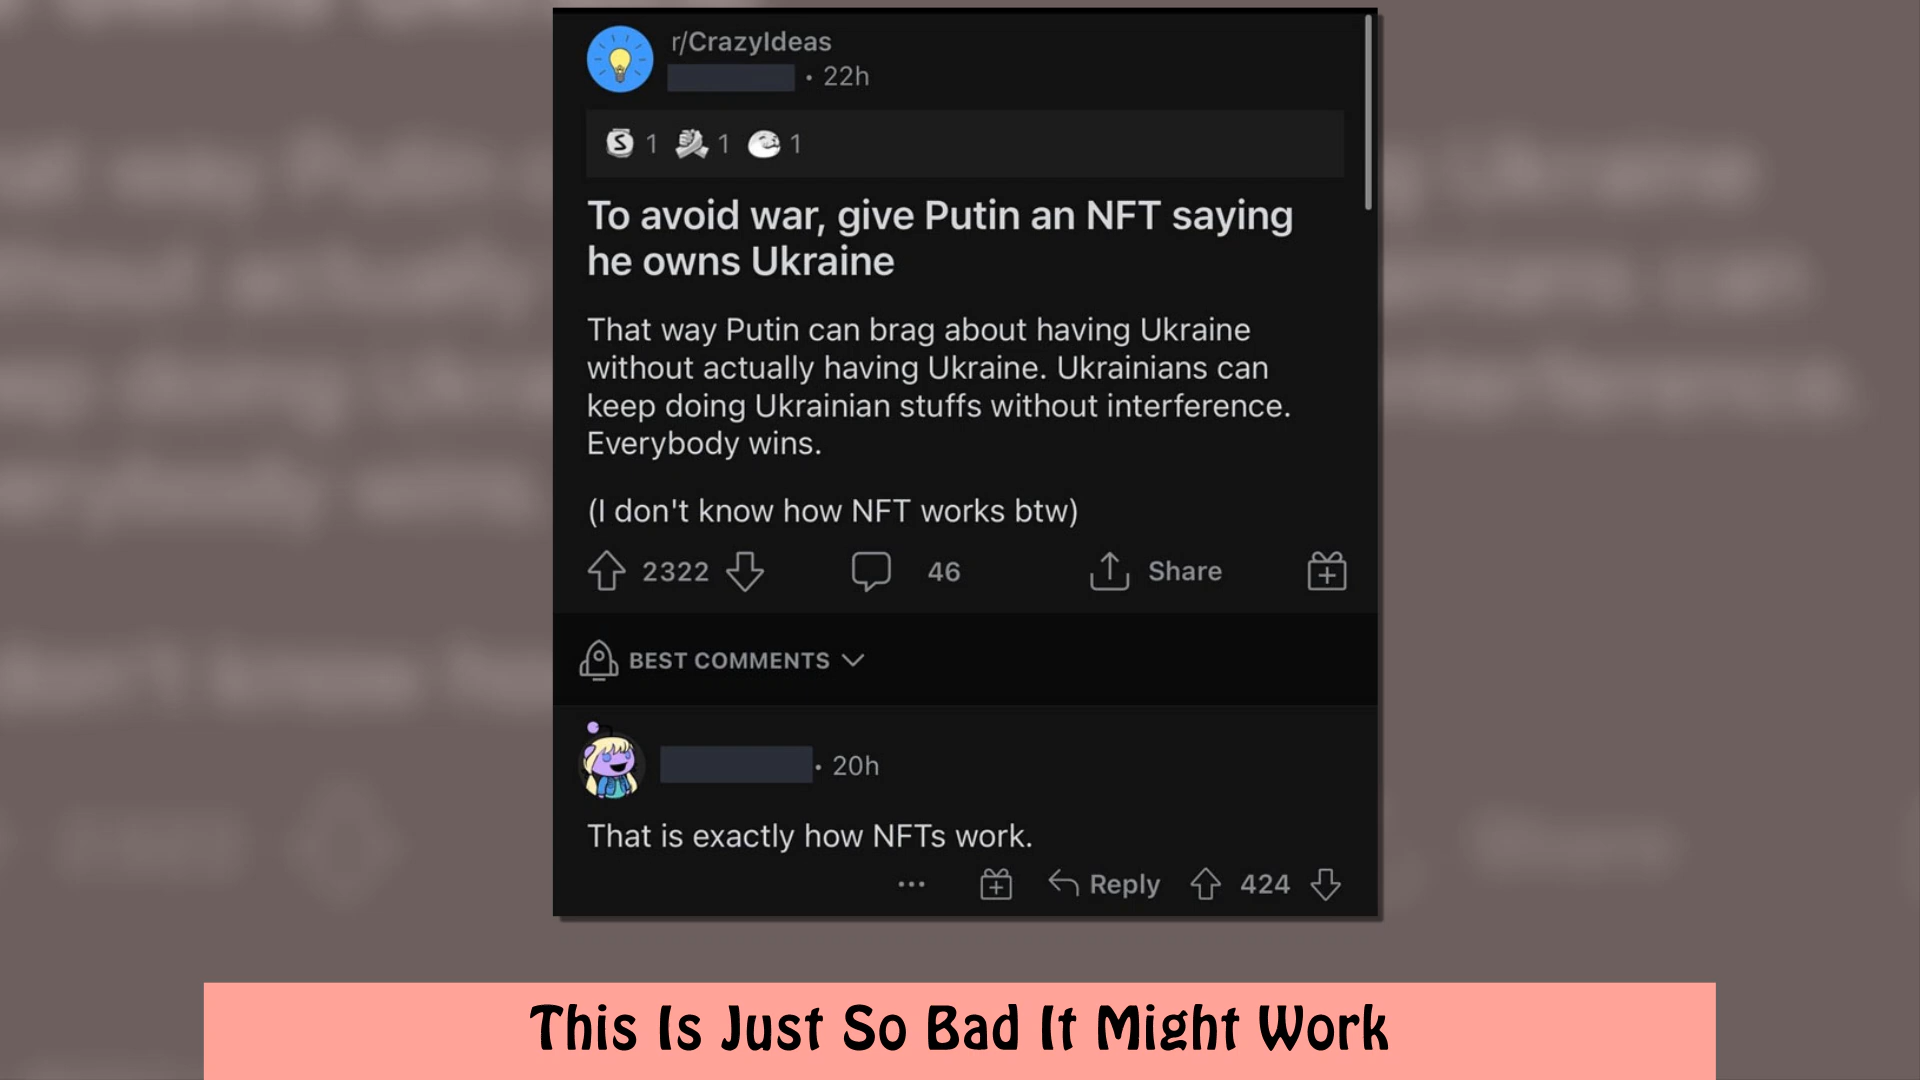 r/CrazyIdeas
• 22h
S 1 1 1
To avoid war, give Putin an NFT saying
he owns Ukraine
That way Putin can brag about having Ukraine
without actually having Ukraine. Ukrainians can
keep doing Ukrainian stuffs without interference.
Everybody wins.
(I don't know how NFT works btw)
2322 46 Share
BEST COMMENTS
• 20h
That is exactly how NFTs work.
... Reply 424
This Is Just So Bad It Might Work